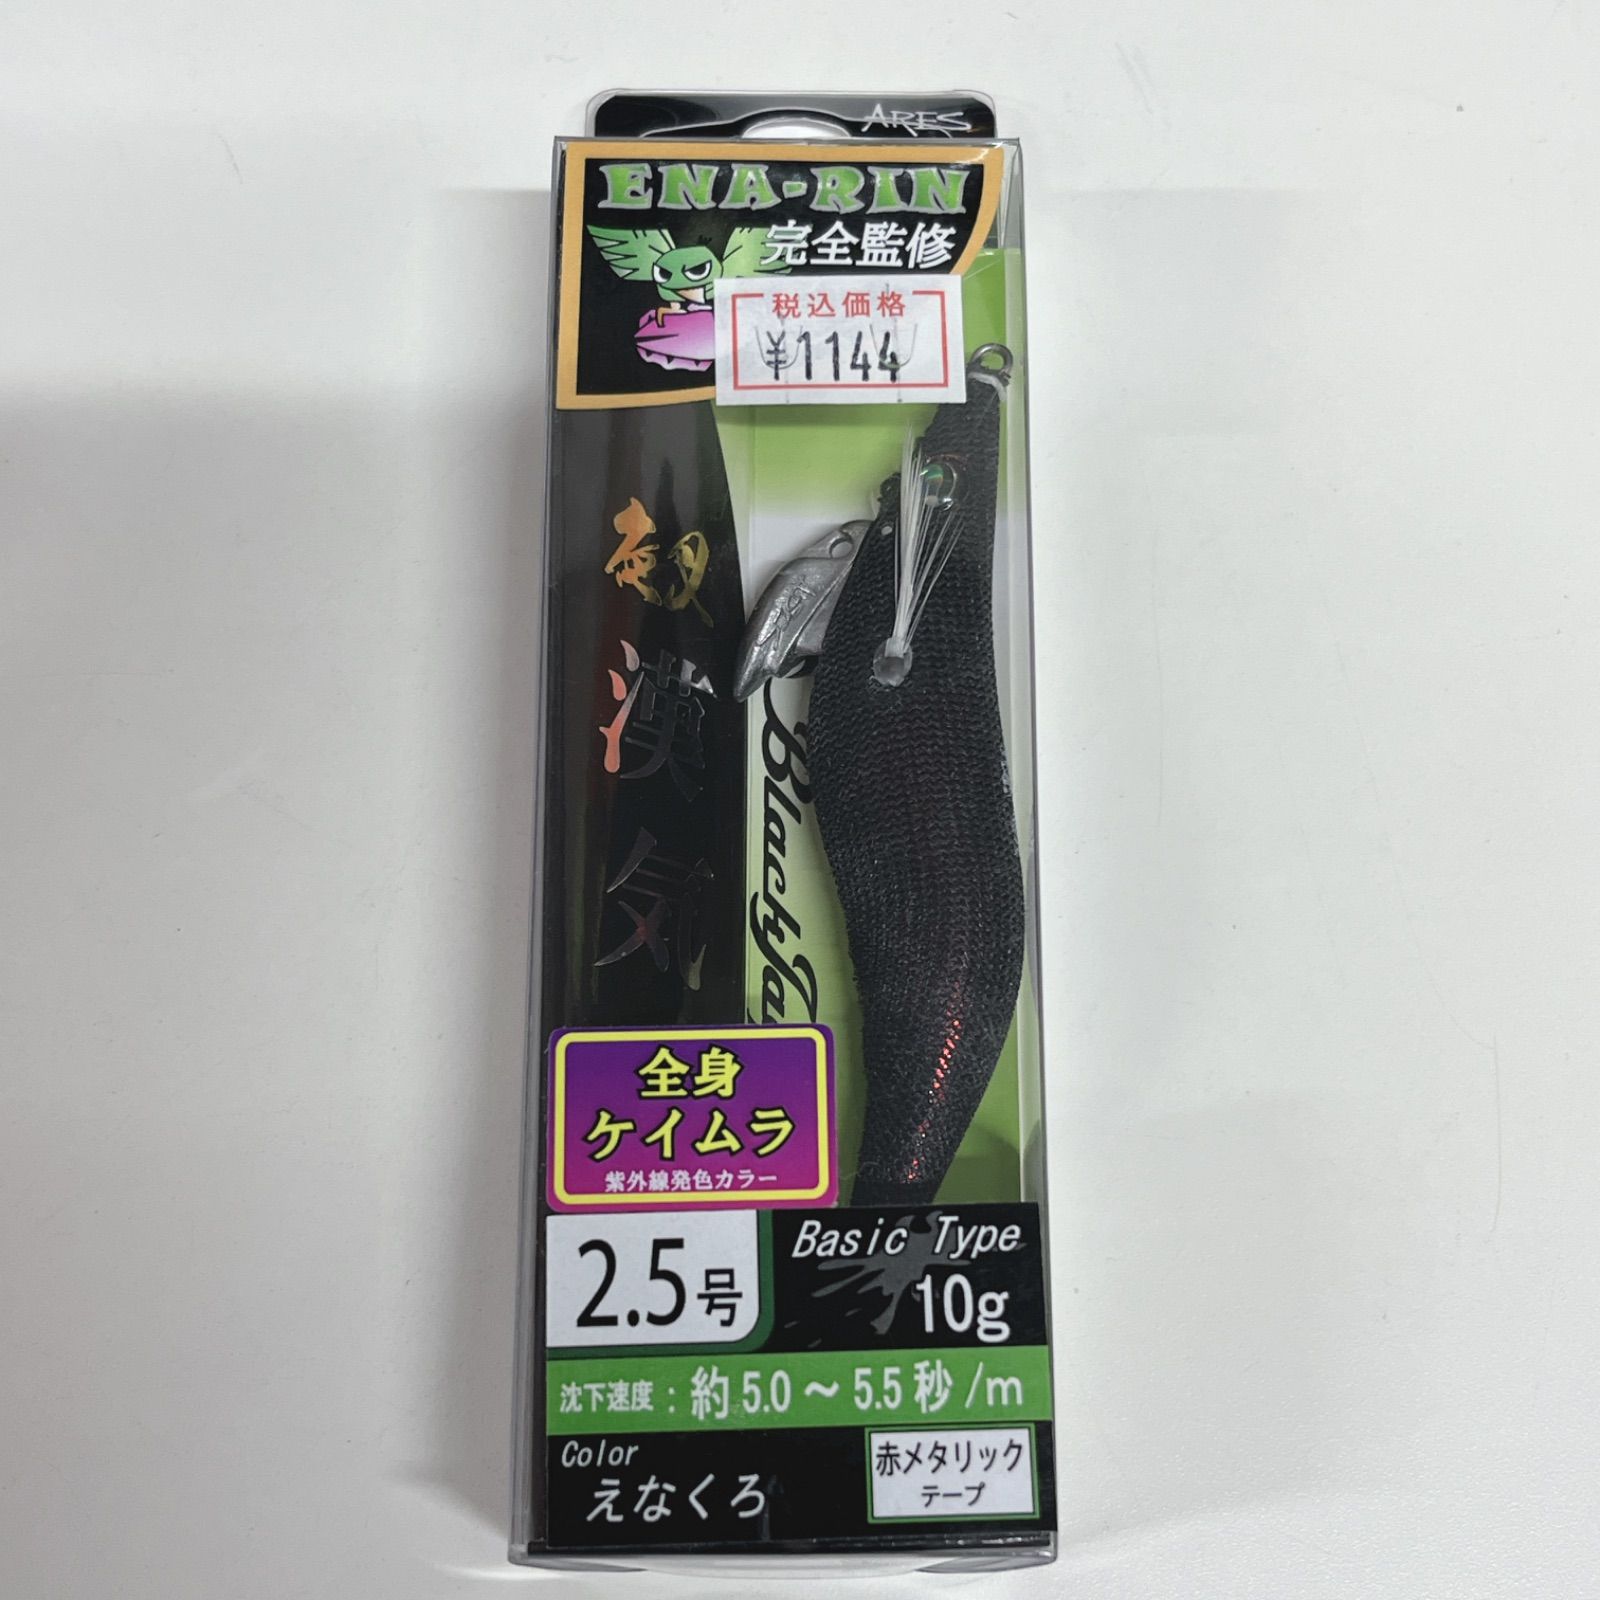 ARES
ENA-RIN
完全監修
税込価格
¥1144
漢
気
Black
全身
ケイムラ
紫外線発色カラー
2.5号
Basic Type
10g
沈下速度：約5.0～5.5秒/m
Color
えなくろ
赤メタリック
テープ